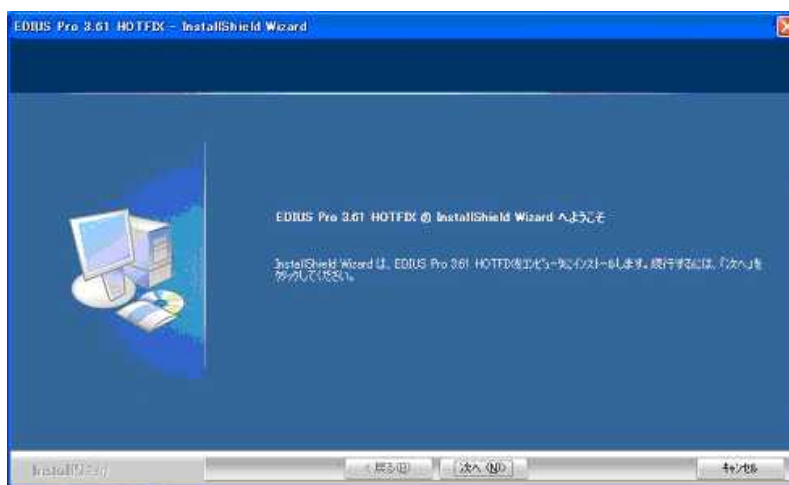 EDIUS Pro 3.61 HOTFIX - InstallShield Wizard
EDIUS Pro 3.61 HOTFIX の InstallShield Wizard へようこそ
InstallShield Wizard は、EDIUS Pro 3.61 HOTFIXをコンピュータにインストールします。続行するには、「次へ」を
クリックしてください。
InstallShield
< 戻る(B)
次へ (N)>
キャンセル